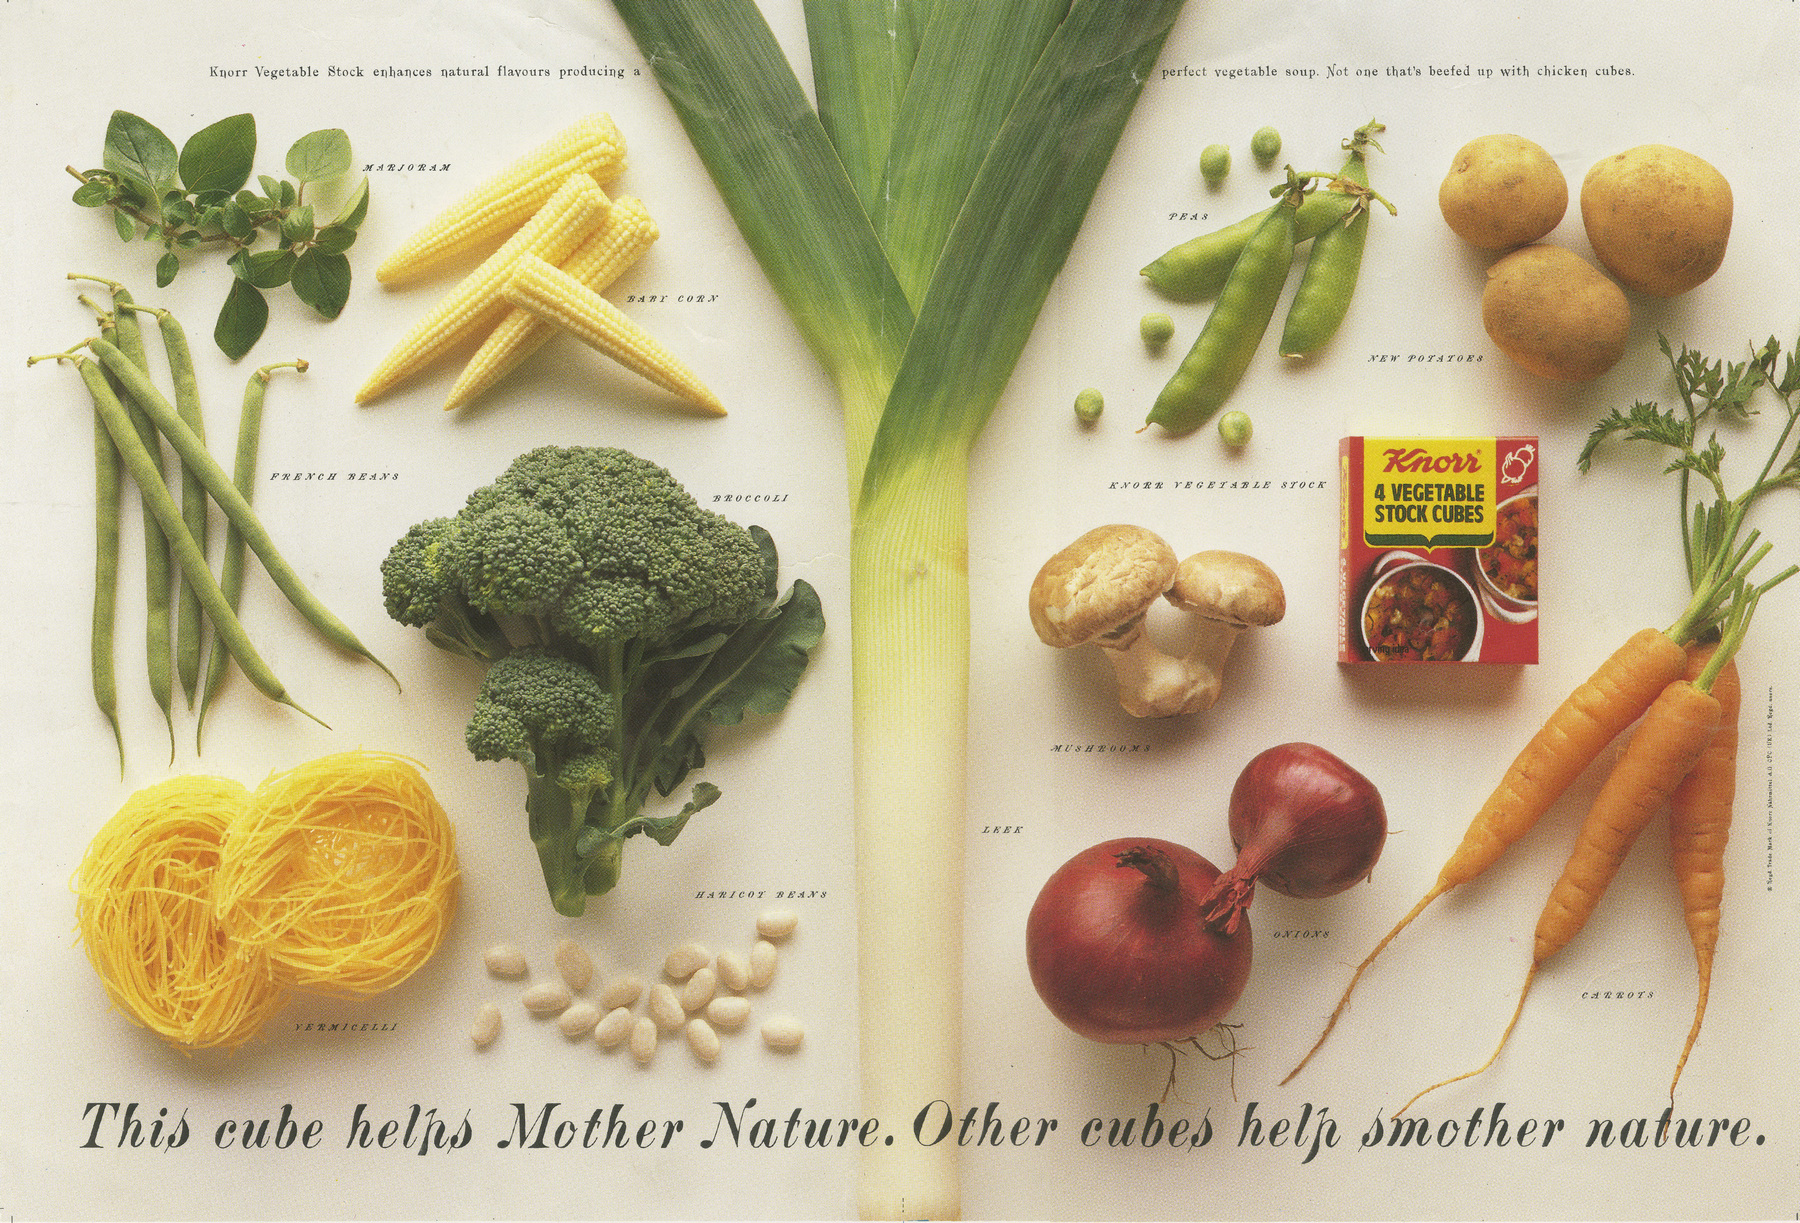 Knorr Vegetable Stock enhances natural flavours producing a perfect vegetable soup. Not one that's beefed up with chicken cubes.
MARJORAM
BABY CORN
PEAS
NEW POTATOES
FRENCH BEANS
BROCCOLI
KNORR VEGETABLE STOCK
Knorr
4 VEGETABLE
STOCK CUBES
MUSHROOMS
LEEK
HARICOT BEANS
ONIONS
CARROTS
VERMICELLI
This cube helps Mother Nature. Other cubes help smother nature.